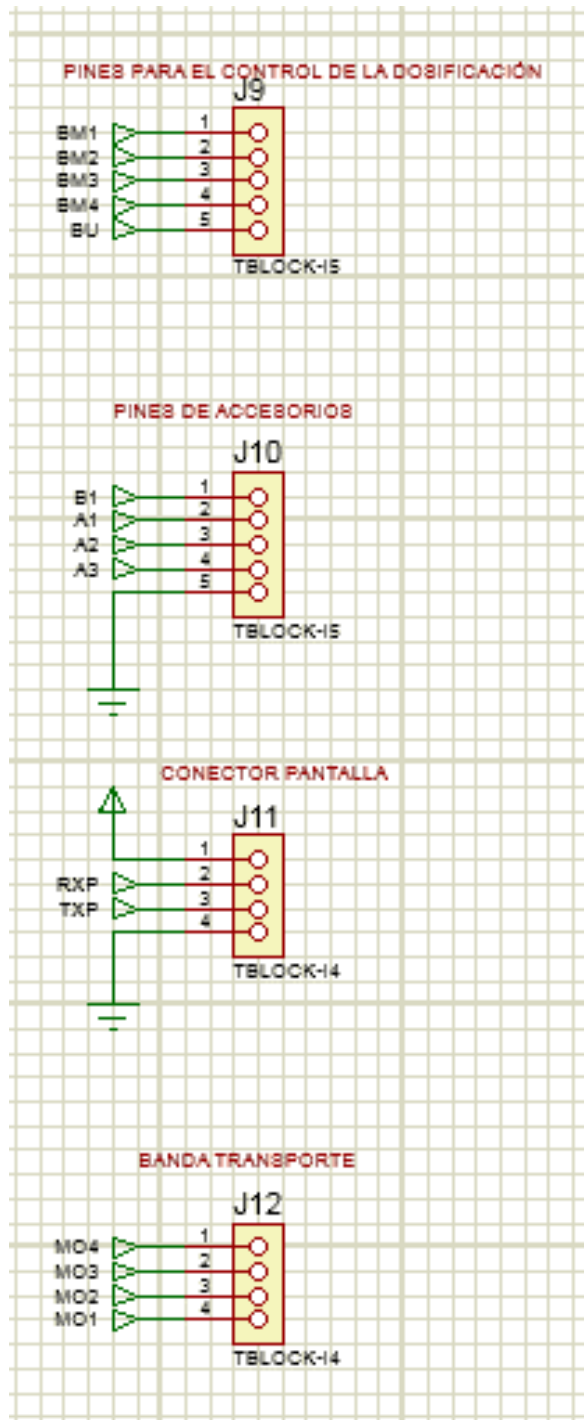 PINES PARA EL CONTROL DE LA DOSIFICACIÓN
J9
BM1 1
BM2 2
BM3 3
BM4 4
BU 5
TBLOCK-I5
PINES DE ACCESORIOS
J10
B1 1
A1 2
A2 3
A3 4
5
TBLOCK-I5
CONECTOR PANTALLA
J11
1
RXP 2
TXP 3
4
TBLOCK-I4
BANDA TRANSPORTE
J12
MO4 1
MO3 2
MO2 3
MO1 4
TBLOCK-I4